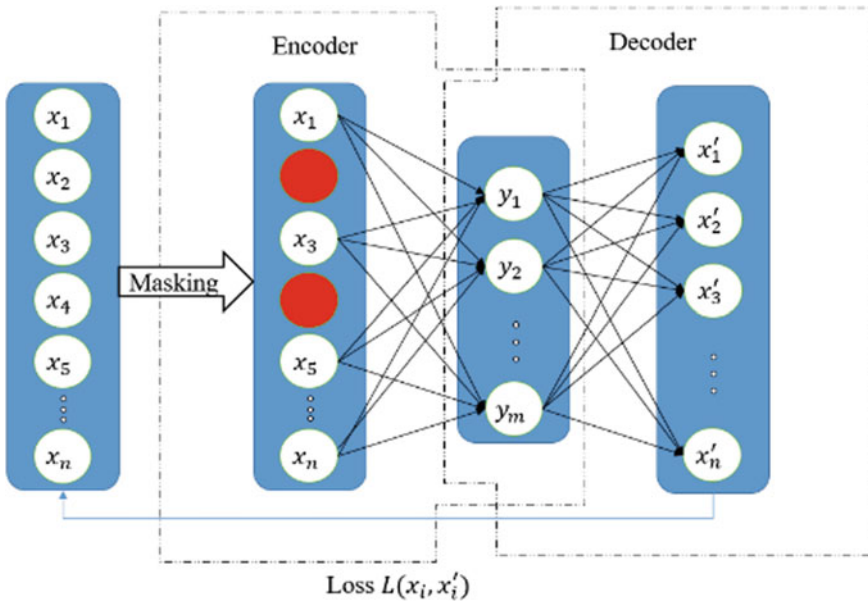 Encoder
Decoder
x₁
x₂
x₃
x₄
x₅
xₙ
Masking
x₁
x₃
x₅
xₙ
y₁
y₂
yₘ
x′₁
x′₂
x′₃
x′ₙ
Loss L(xᵢ, x′ᵢ)